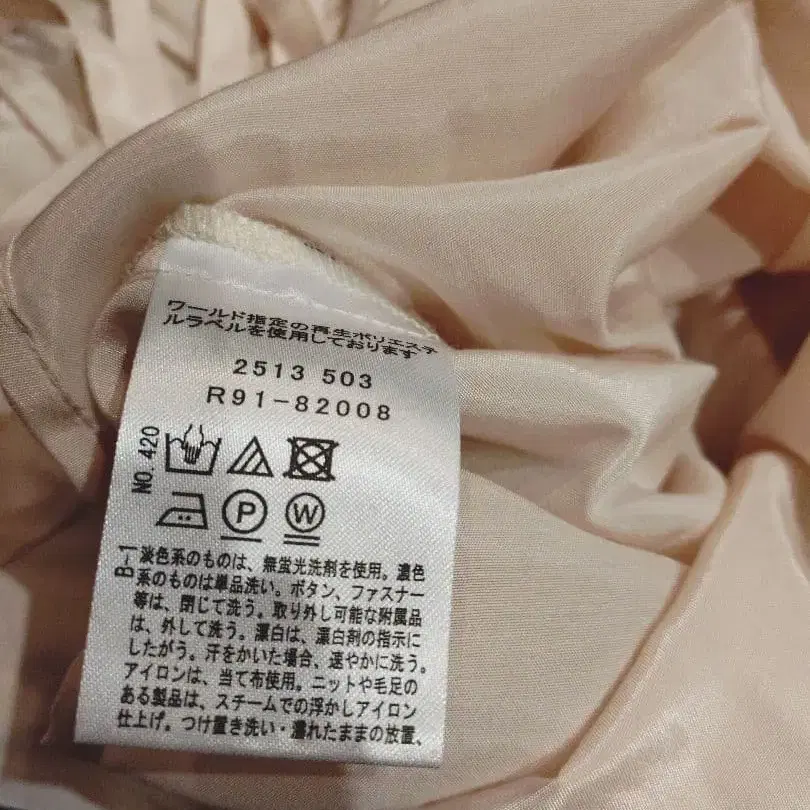 ワールド指定の再生ポリエステ
ルラベルを使用しております
2513 503
R91-82008
NO. 420
P
W
B-1
淡色系のものは、無蛍光洗剤を使用。濃色
系のものは単品洗い。ボタン、ファスナー
等は、閉じて洗う。取り外し可能な附属品
は、外して洗う。漂白は、漂白剤の指示に
したがう。汗をかいた場合、速やかに洗う。
アイロンは、当て布使用。ニットや毛足の
ある製品は、スチームでの浮かしアイロン
仕上げ。つけ置き洗い・濡れたままの放置、